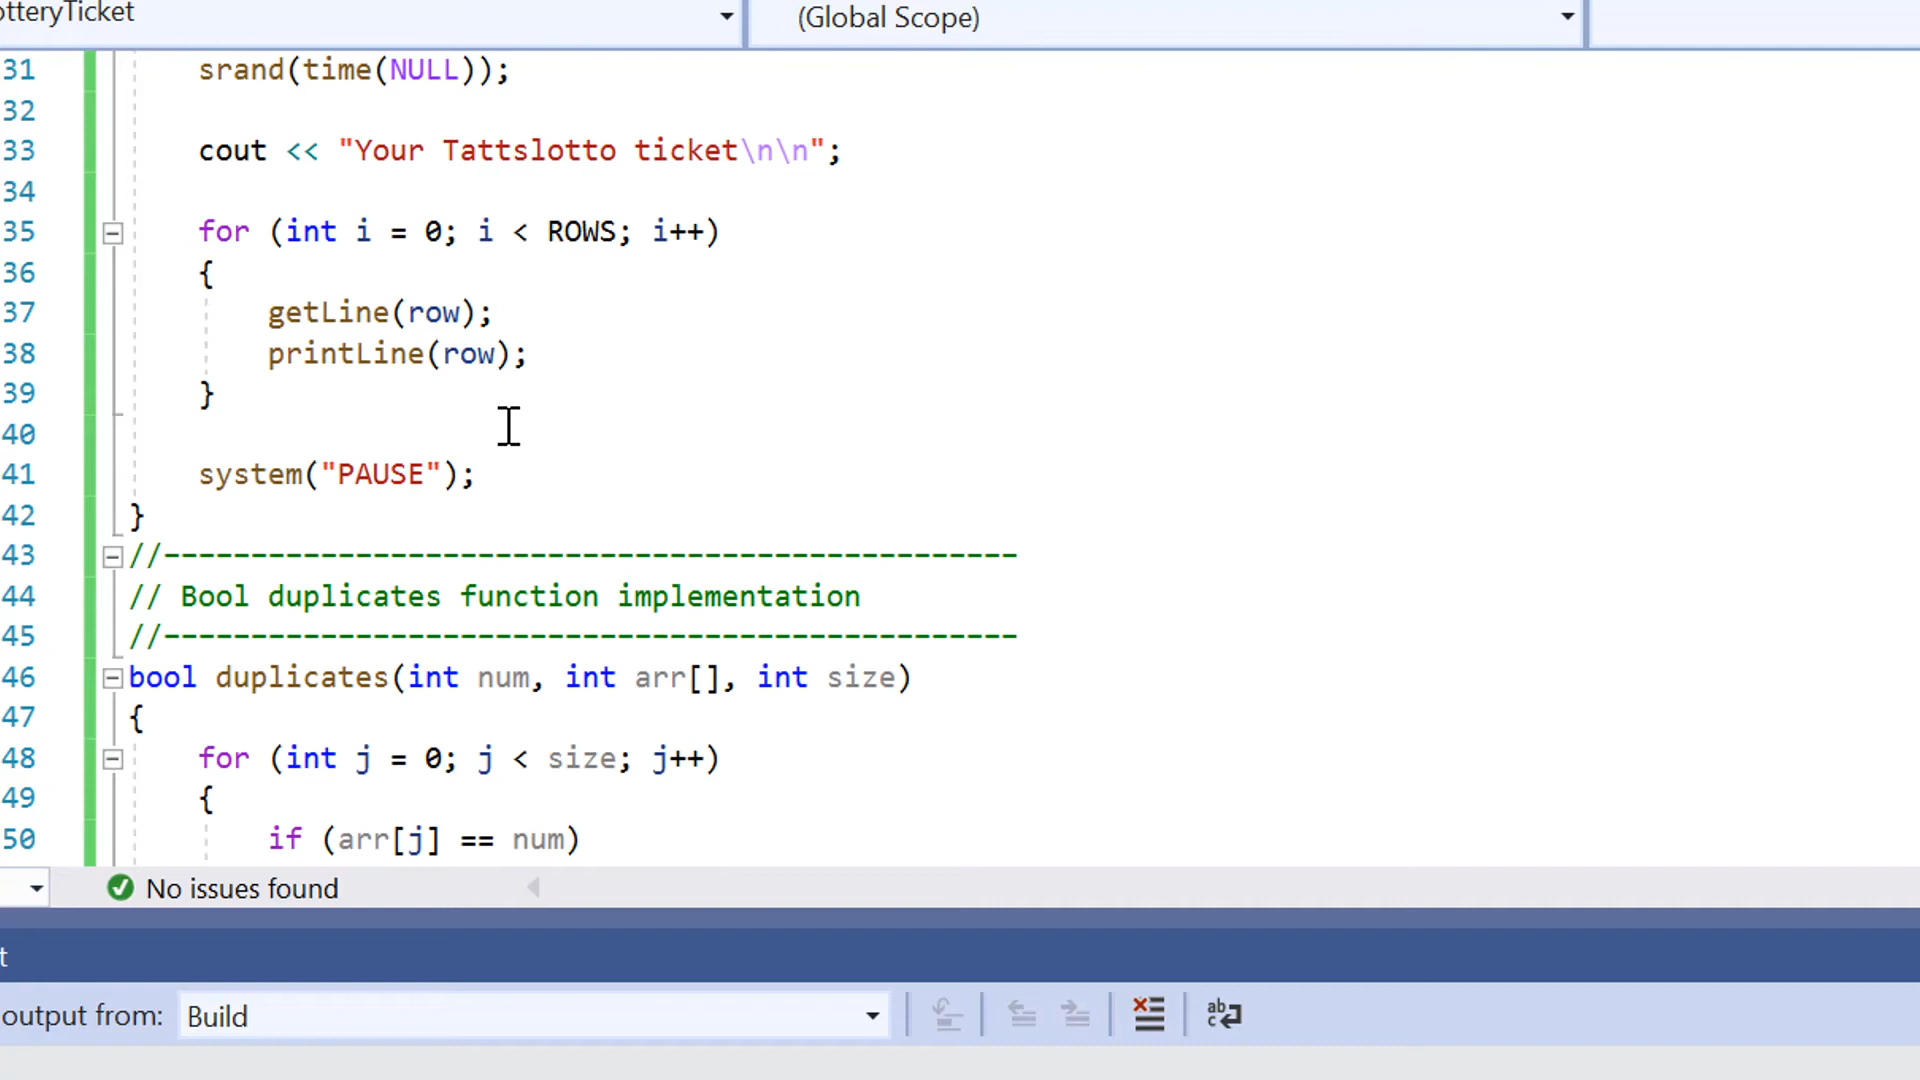 otteryTicket
(Global Scope)
31 srand(time(NULL));
32
33 cout << "Your Tattslotto ticket\n\n";
34
35 for (int i = 0; i < ROWS; i++)
36 {
37 getLine(row);
38 printLine(row);
39 }
40
41 system("PAUSE");
42 }
43 //-------------------------------------------------
44 // Bool duplicates function implementation
45 //-------------------------------------------------
46 bool duplicates(int num, int arr[], int size)
47 {
48 for (int j = 0; j < size; j++)
49 {
50 if (arr[j] == num)
No issues found
t
output from: Build